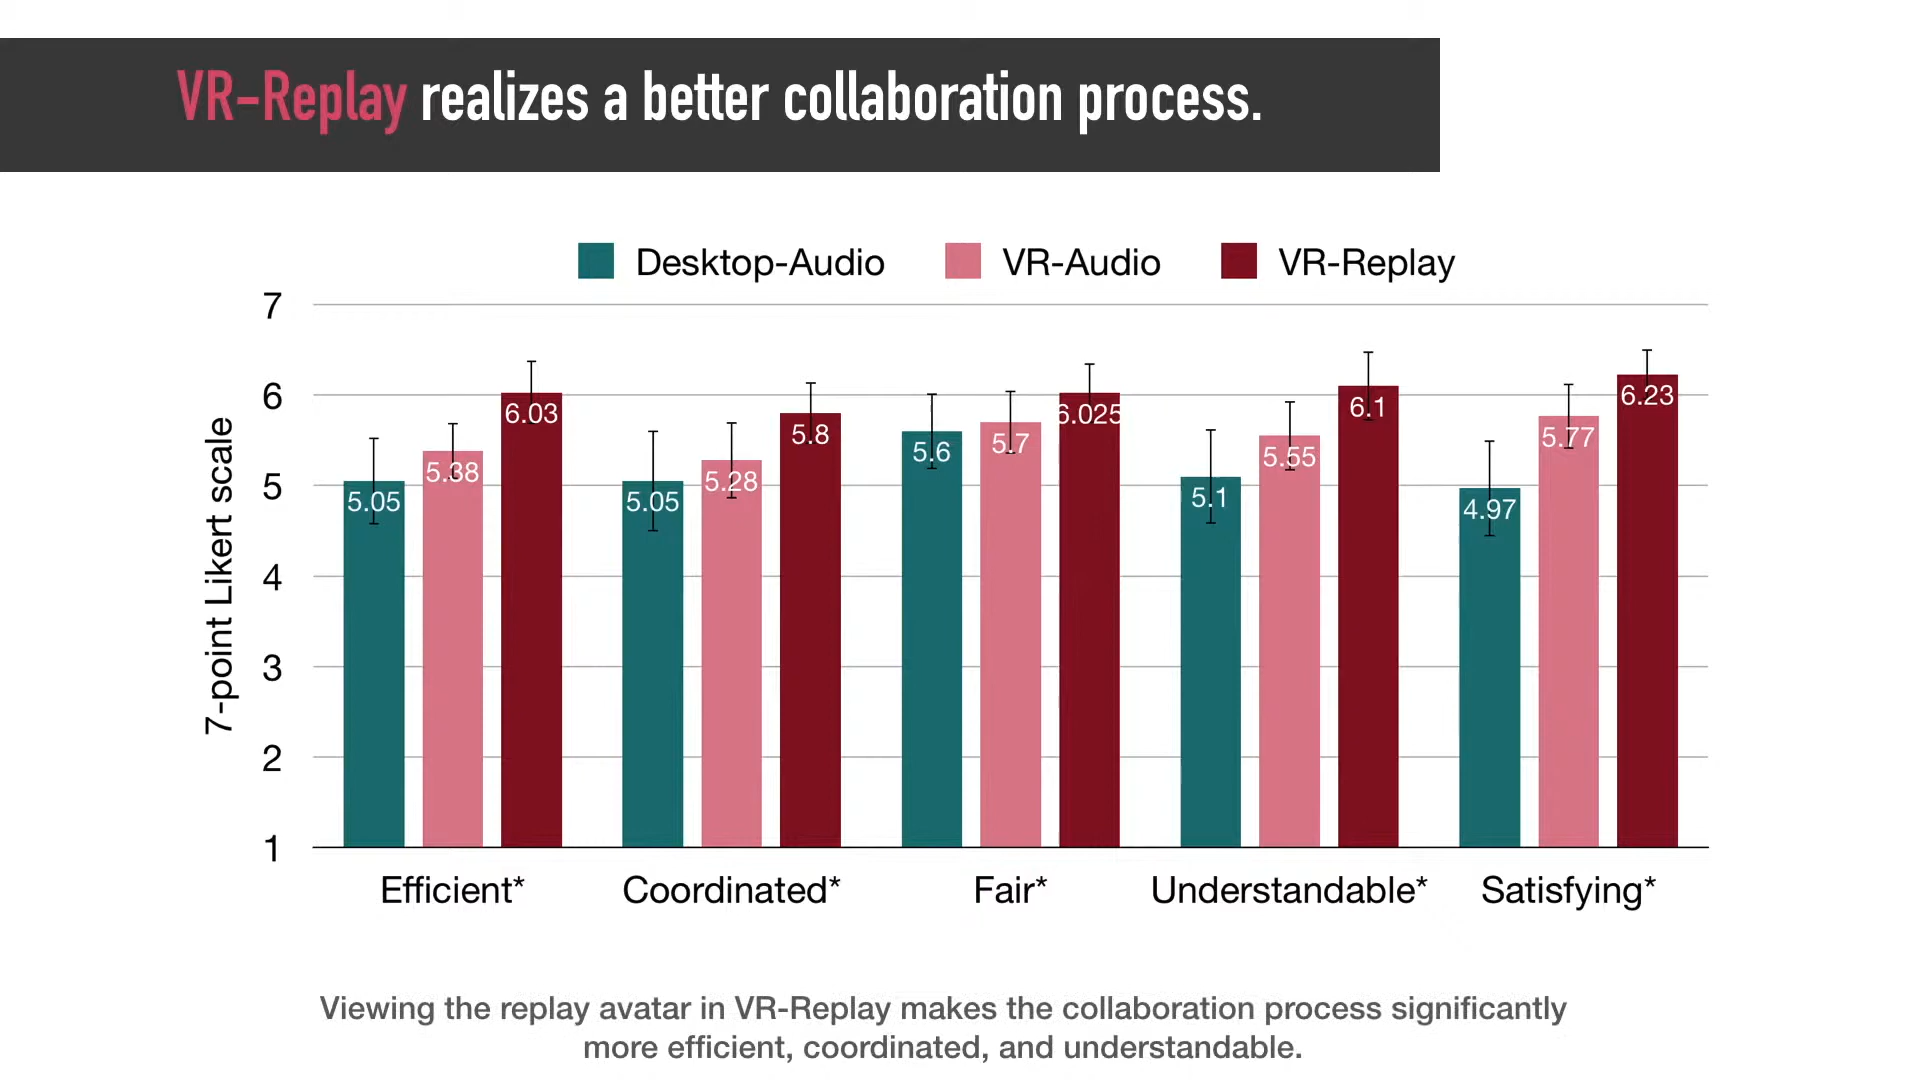 VR-Replay realizes a better collaboration process.
Desktop-Audio VR-Audio VR-Replay
7-point Likert scale
7
6
5
4
3
2
1
5.05 5.38 6.03
5.05 5.28 5.8
5.6 5.7 6.025
5.1 5.55 6.1
4.97 5.77 6.23
Efficient* Coordinated* Fair* Understandable* Satisfying*
Viewing the replay avatar in VR-Replay makes the collaboration process significantly
more efficient, coordinated, and understandable.